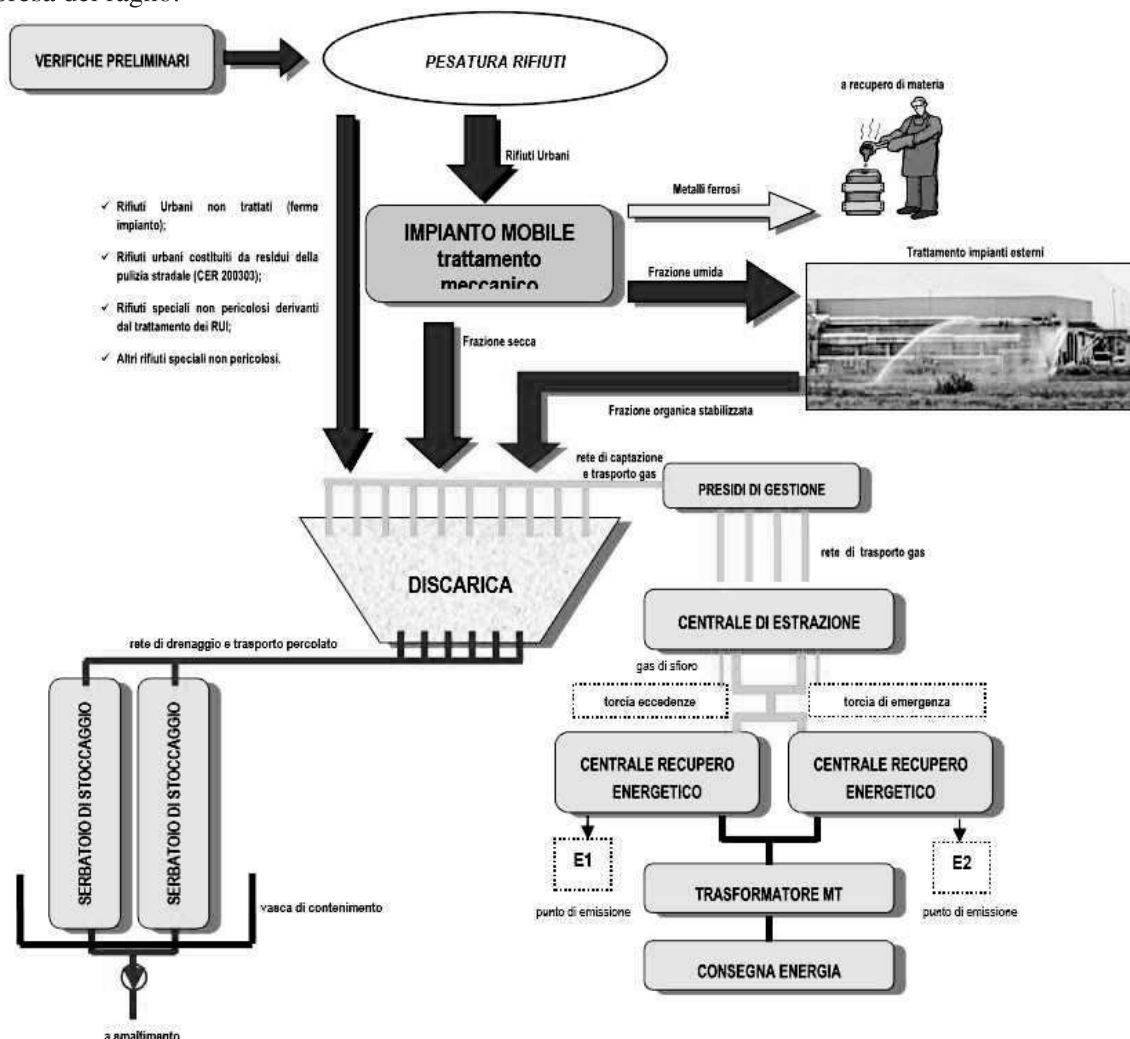 VERIFICHE PRELIMINARI
PESATURA RIFIUTI
a recupero di materia
Rifiuti Urbani
Metalli ferrosi
✓ Rifiuti Urbani non trattati (fermo
impianto);
✓ Rifiuti urbani costituiti da residui della
pulizia stradale (CER 200303);
✓ Rifiuti speciali non pericolosi derivanti
dal trattamento dei RUI;
✓ Altri rifiuti speciali non pericolosi.
IMPIANTO MOBILE
trattamento
meccanico
Trattamento impianti esterni
Frazione umida
Frazione secca
Frazione organica stabilizzata
rete di captazione
e trasporto gas
PRESIDI DI GESTIONE
rete di trasporto gas
DISCARICA
CENTRALE DI ESTRAZIONE
rete di drenaggio e trasporto percolato
gas di sfioro
torcia eccedenze
torcia di emergenza
SERBATOIO DI STOCCAGGIO
SERBATOIO DI STOCCAGGIO
CENTRALE RECUPERO
ENERGETICO
CENTRALE RECUPERO
ENERGETICO
E1
E2
vasca di contenimento
punto di emissione
punto di emissione
TRASFORMATORE MT
CONSEGNA ENERGIA
a smaltimento